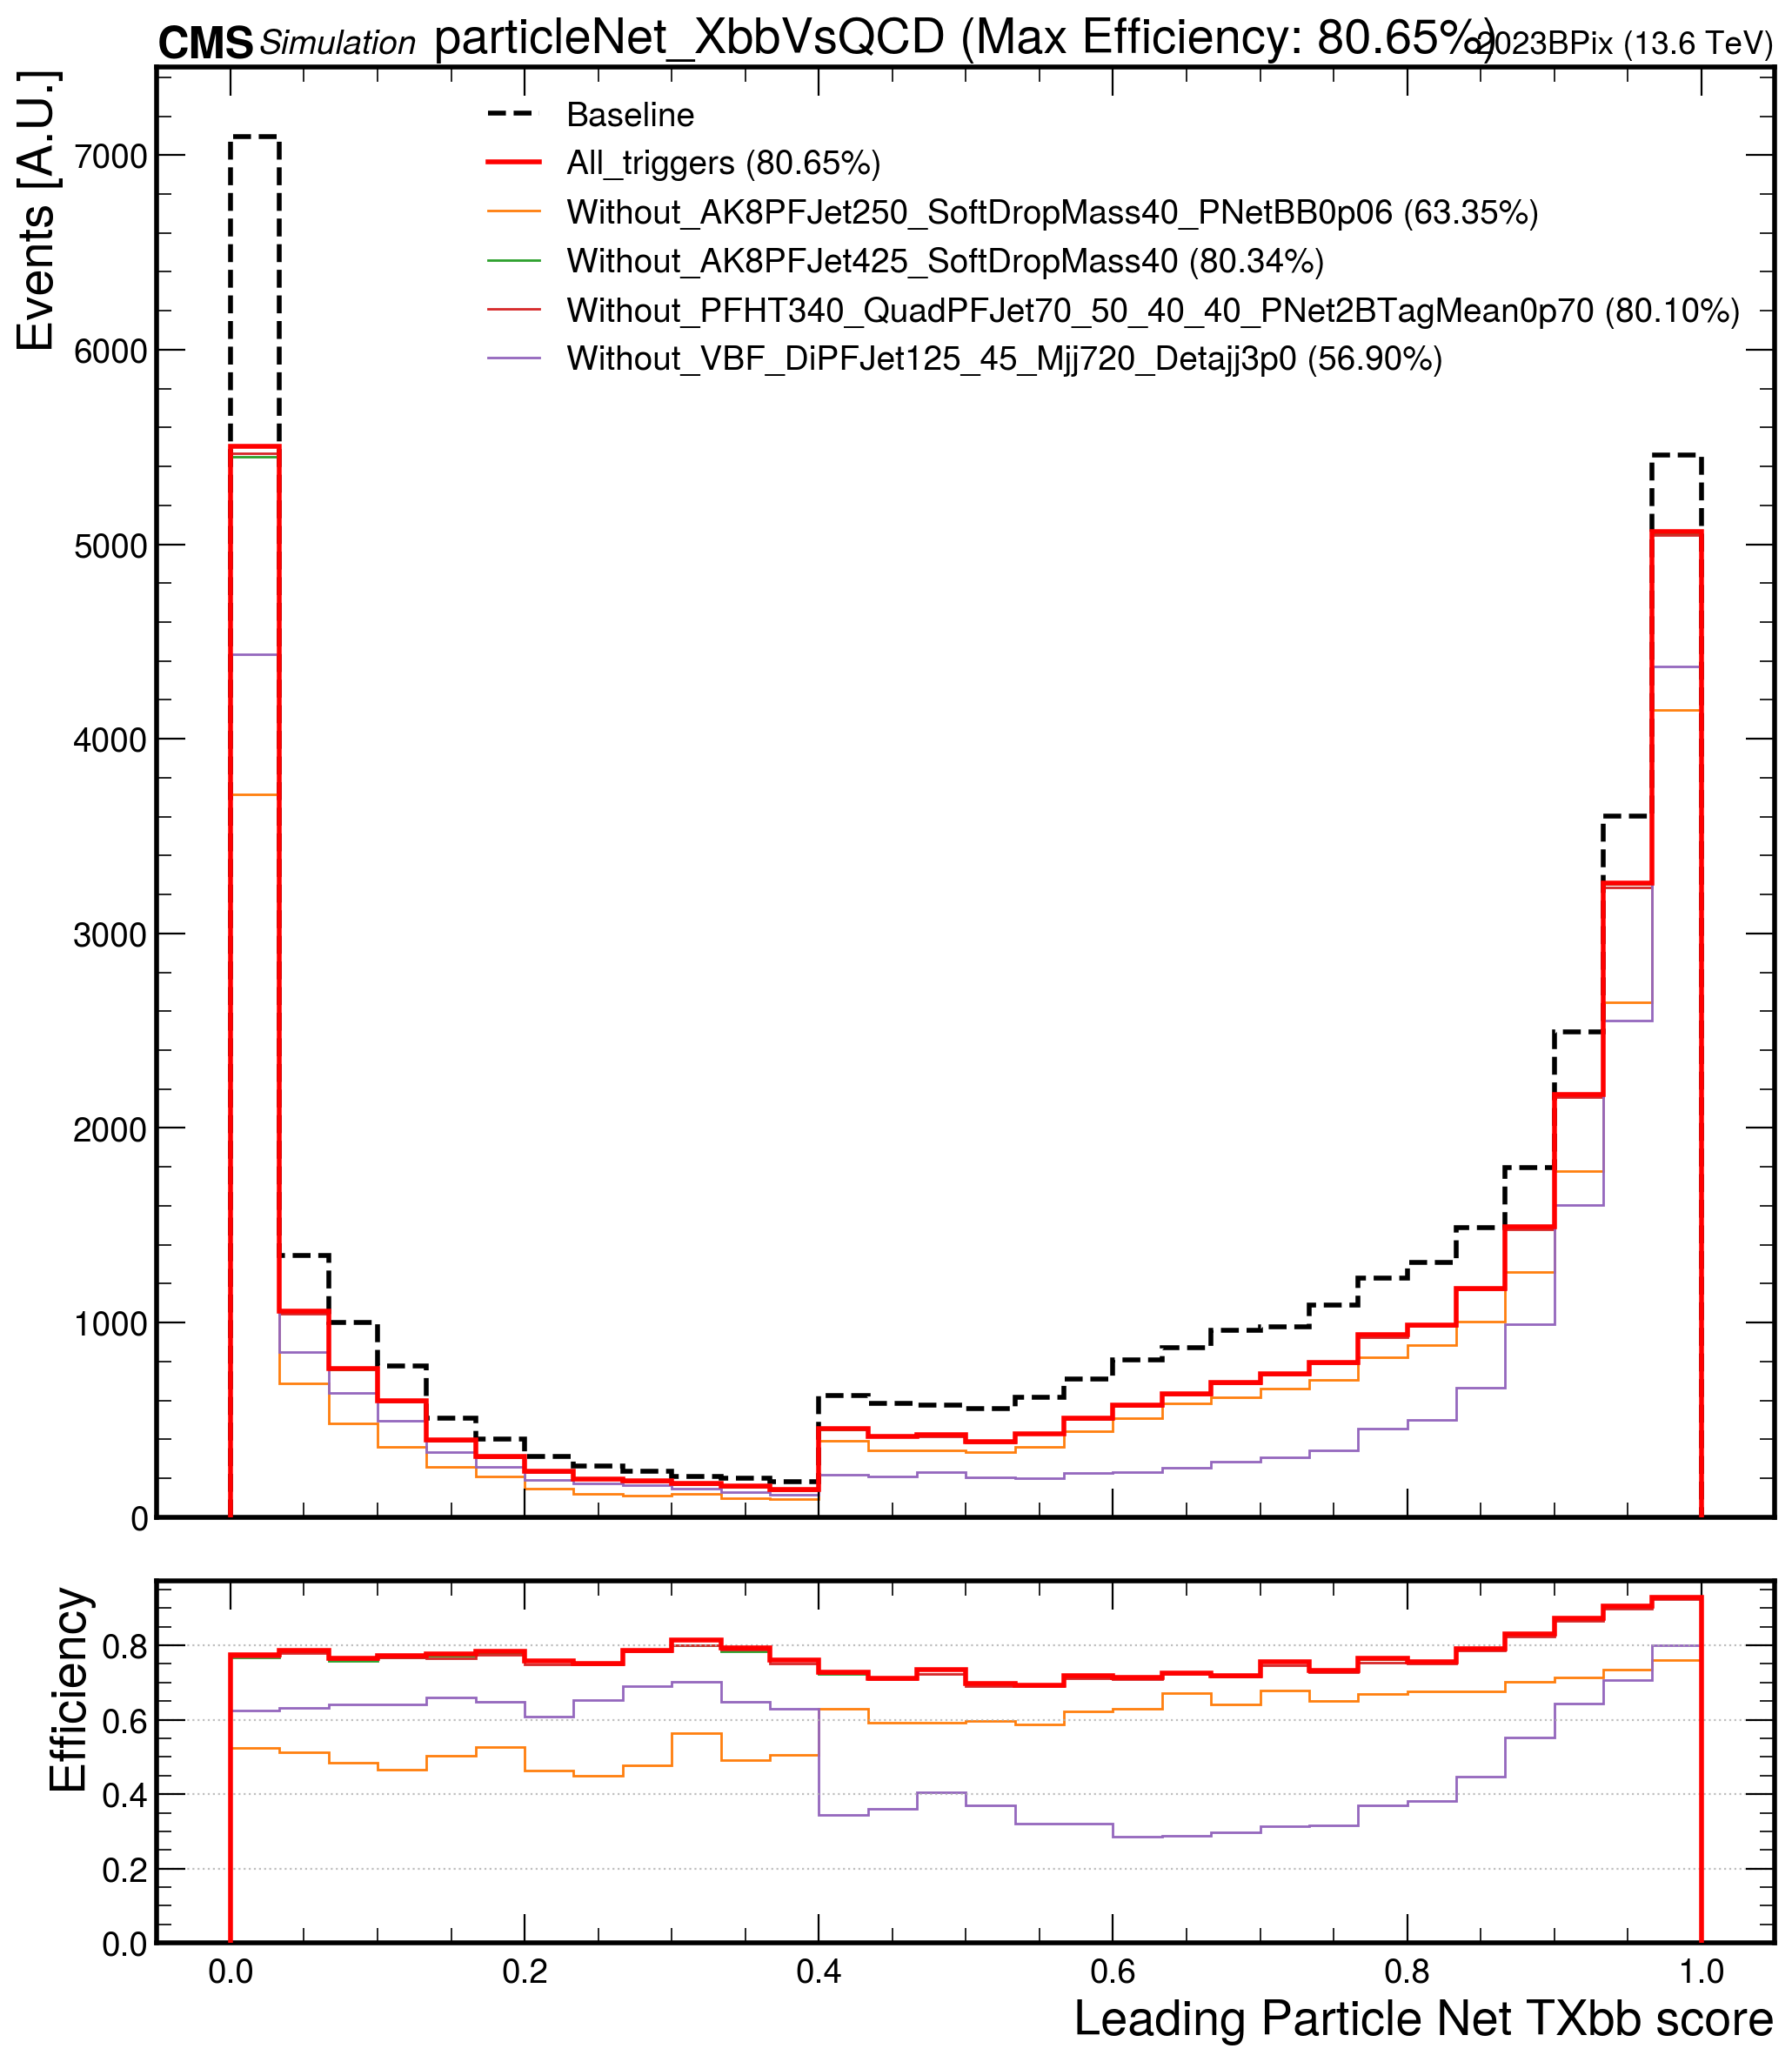 CMS Simulation particleNet_XbbVsQCD (Max Efficiency: 80.65%) 2023BPix (13.6 TeV)
Events [A.U.]
Baseline
All_triggers (80.65%)
Without_AK8PFJet250_SoftDropMass40_PNetBB0p06 (63.35%)
Without_AK8PFJet425_SoftDropMass40 (80.34%)
Without_PFHT340_QuadPFJet70_50_40_40_PNet2BTagMean0p70 (80.10%)
Without_VBF_DiPFJet125_45_Mjj720_Detajj3p0 (56.90%)
7000
6000
5000
4000
3000
2000
1000
0
Efficiency
0.8
0.6
0.4
0.2
0.0
0.0 0.2 0.4 0.6 0.8 1.0
Leading Particle Net TXbb score